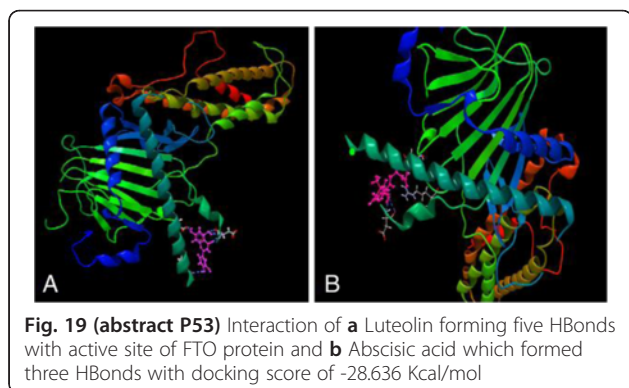 A
B
Fig. 19 (abstract P53) Interaction of a Luteolin forming five HBonds
with active site of FTO protein and b Abscisic acid which formed
three HBonds with docking score of -28.636 Kcal/mol